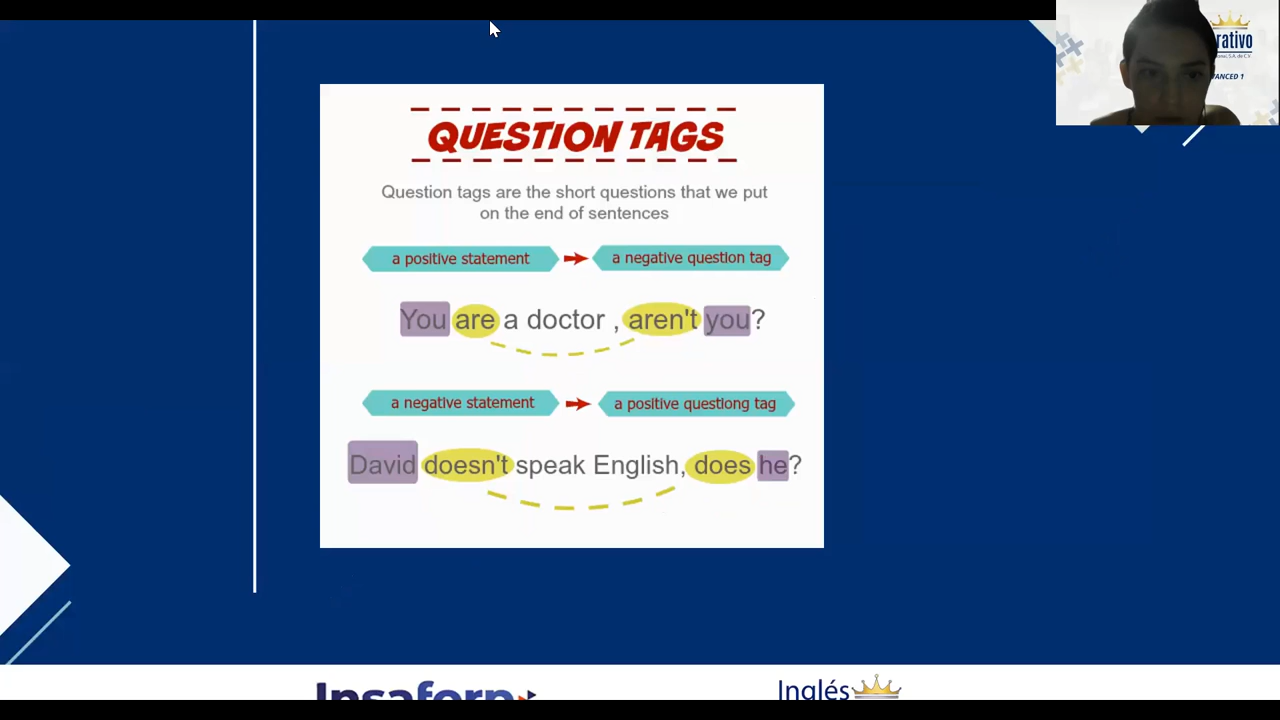 rativo
ANCED 1
QUESTION TAGS
Question tags are the short questions that we put
on the end of sentences
a positive statement
a negative question tag
You are a doctor , aren't you?
a negative statement
a positive questiong tag
David doesn't speak English, does he?
Insaforp
Inglés